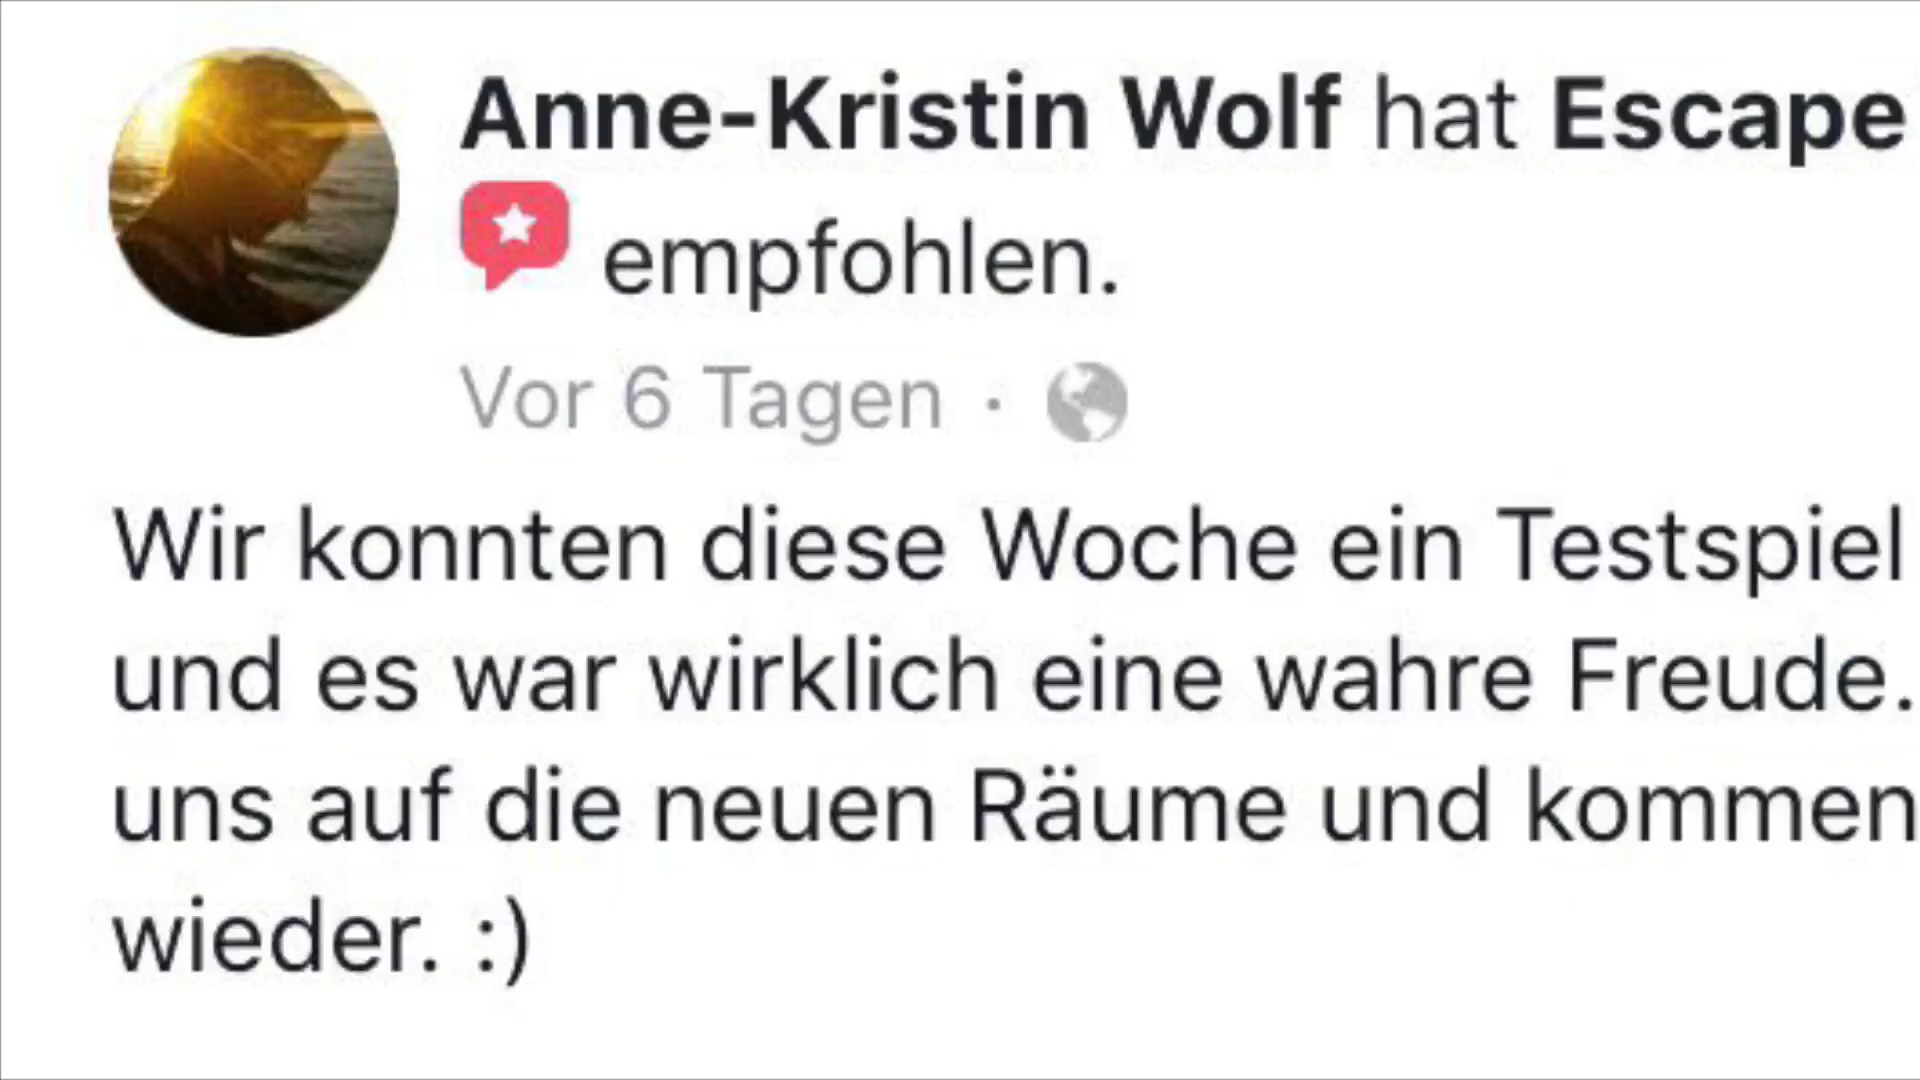 Anne-Kristin Wolf hat Escape
empfohlen.
Vor 6 Tagen ·
Wir konnten diese Woche ein Testspiel
und es war wirklich eine wahre Freude.
uns auf die neuen Räume und kommen
wieder. :)